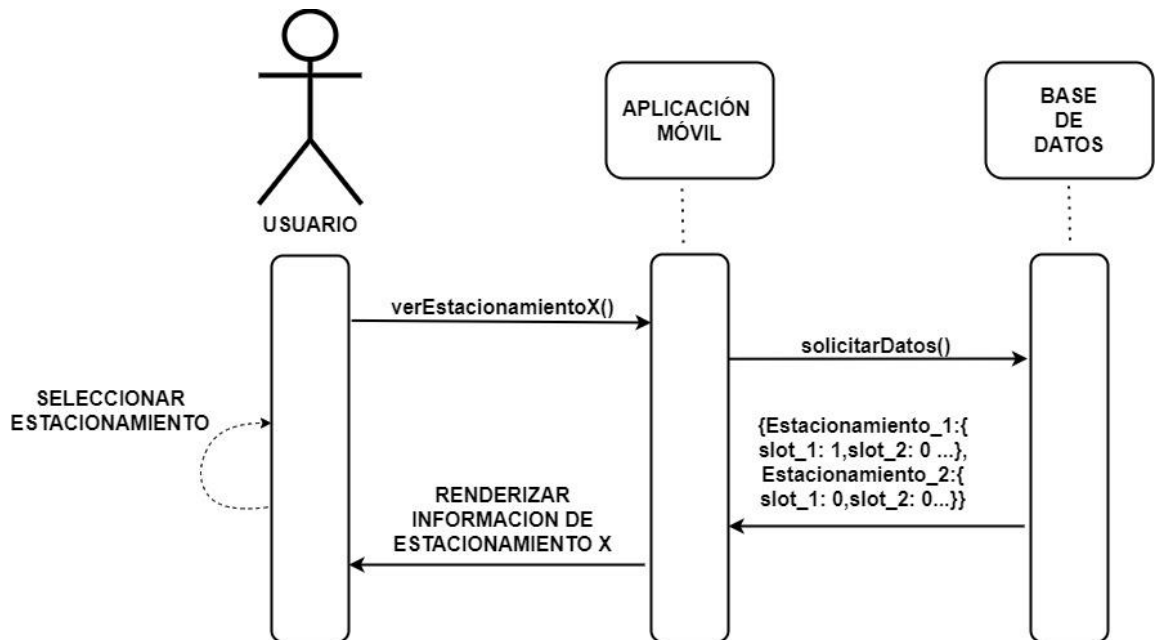 USUARIO
APLICACIÓN
MÓVIL
BASE
DE
DATOS
verEstacionamientoX()
solicitarDatos()
SELECCIONAR
ESTACIONAMIENTO
{Estacionamiento_1:{
slot_1: 1,slot_2: 0 ...},
Estacionamiento_2:{
slot_1: 0,slot_2: 0...}}
RENDERIZAR
INFORMACION DE
ESTACIONAMIENTO X